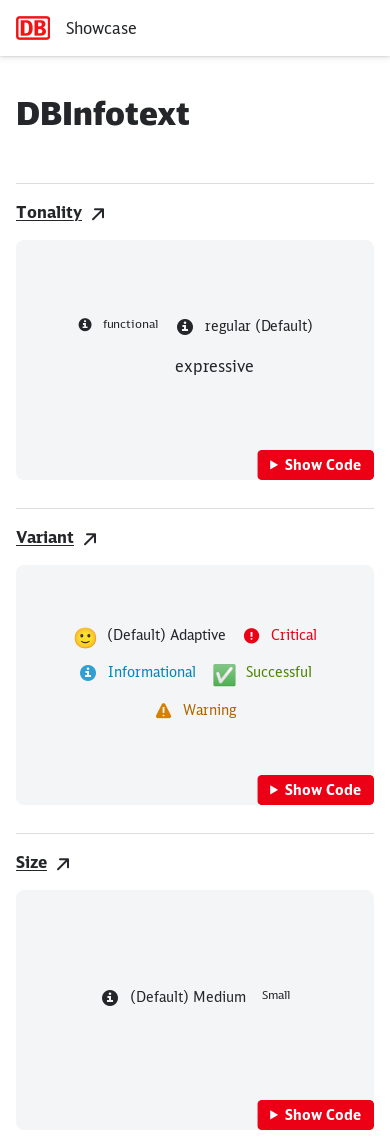 DB Showcase
DBInfotext
Tonality
functional regular (Default)
expressive
Show Code
Variant
(Default) Adaptive Critical
Informational Successful
Warning
Show Code
Size
(Default) Medium Small
Show Code